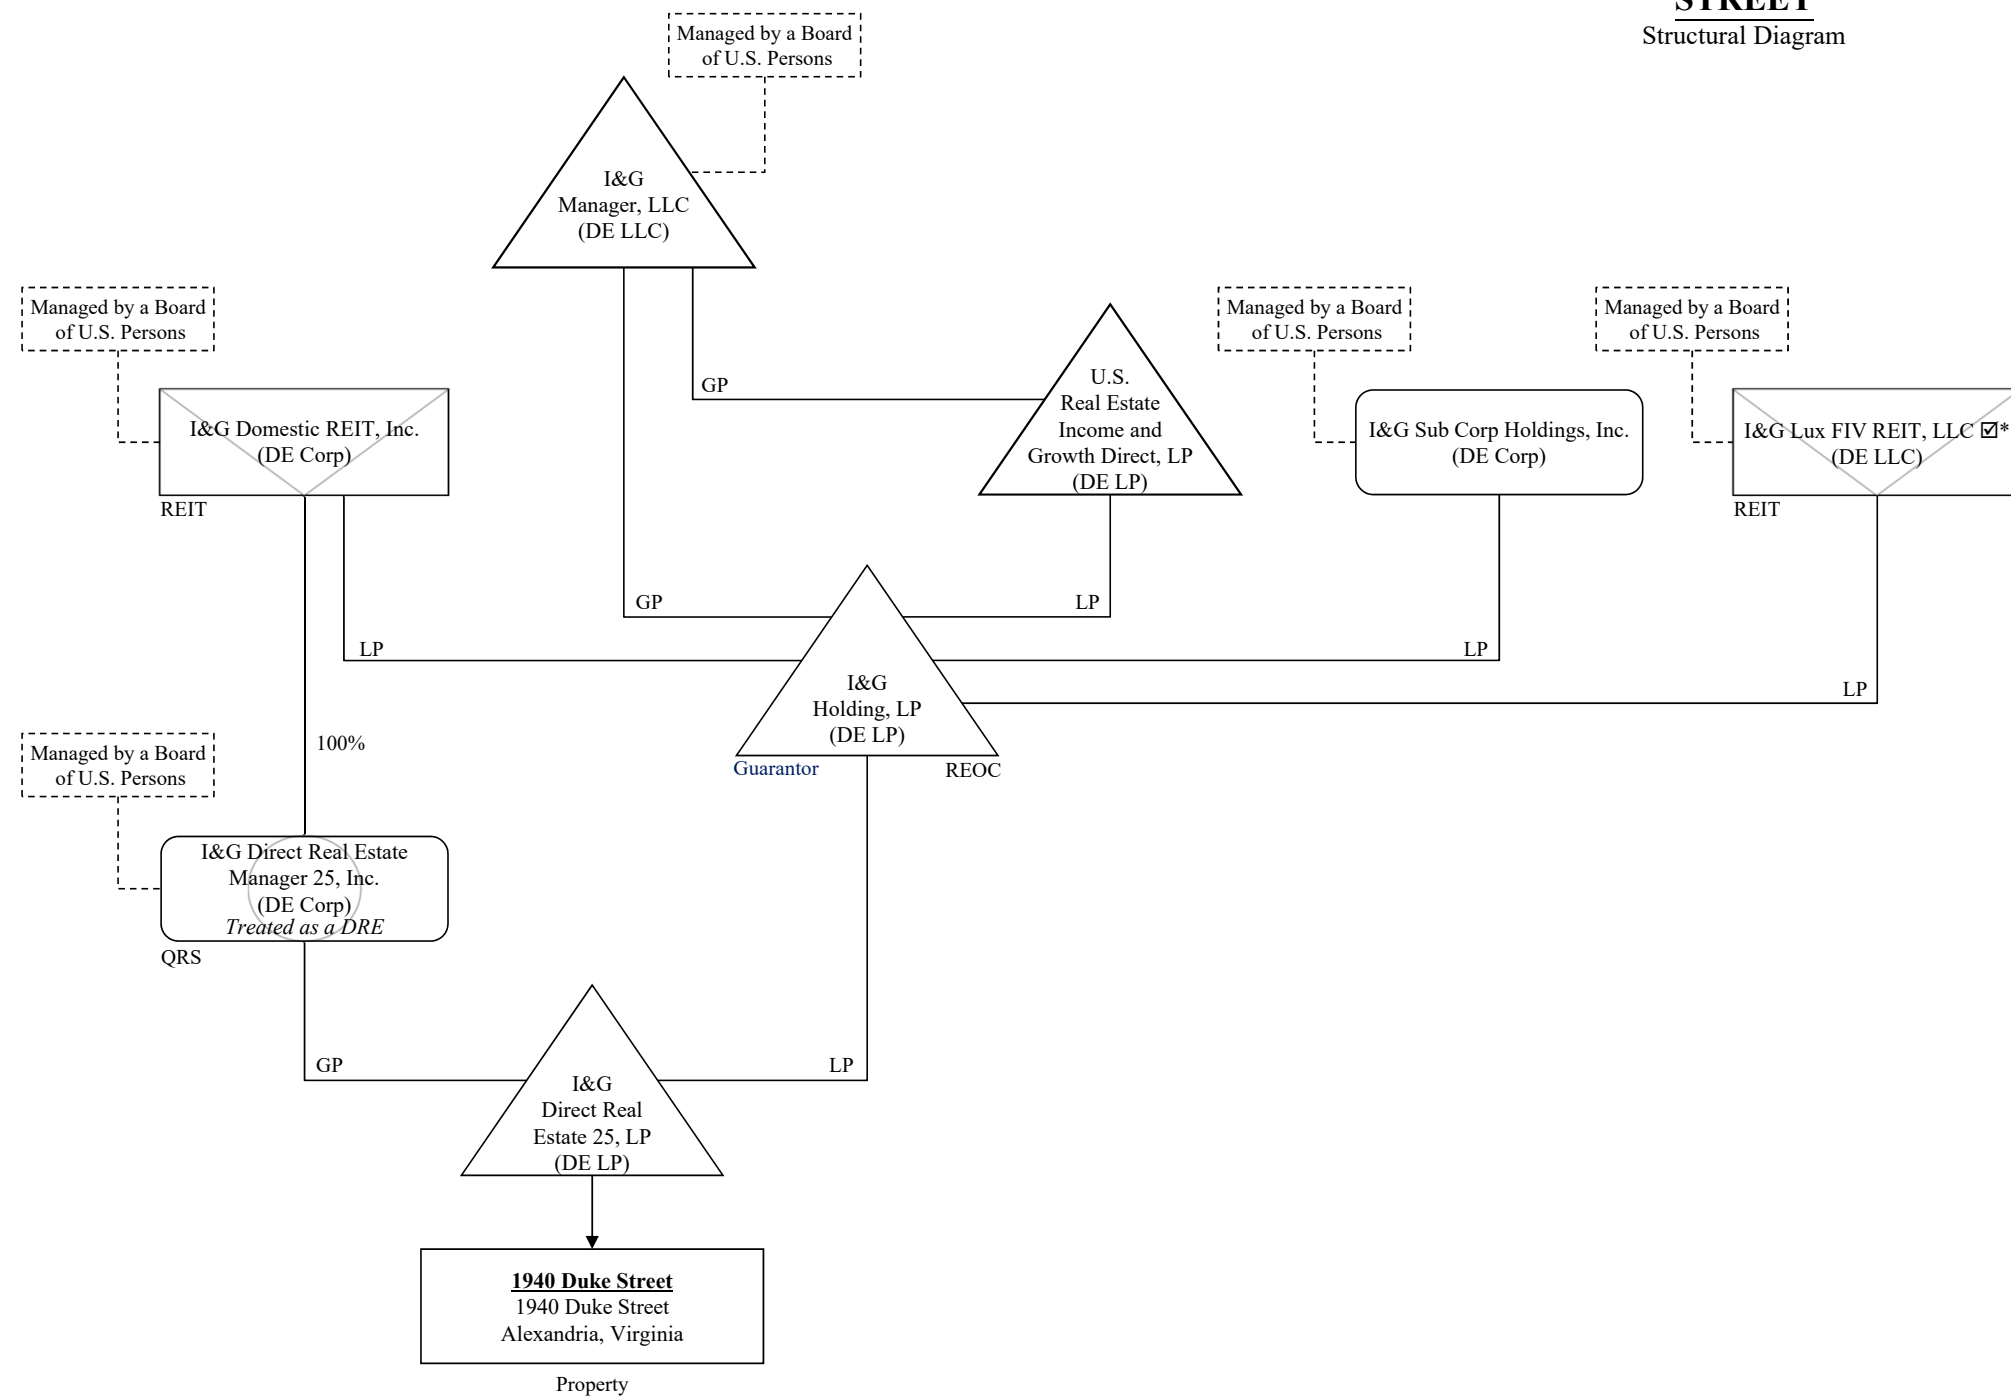 STREET
Structural Diagram
Managed by a Board
of U.S. Persons
I&G
Manager, LLC
(DE LLC)
Managed by a Board
of U.S. Persons
Managed by a Board
of U.S. Persons
Managed by a Board
of U.S. Persons
GP
U.S.
Real Estate
Income and
Growth Direct, LP
(DE LP)
I&G Domestic REIT, Inc.
(DE Corp)
REIT
I&G Sub Corp Holdings, Inc.
(DE Corp)
I&G Lux FIV REIT, LLC ☑*
(DE LLC)
REIT
GP
LP
LP
LP
LP
I&G
Holding, LP
(DE LP)
Guarantor
REOC
100%
Managed by a Board
of U.S. Persons
I&G Direct Real Estate
Manager 25, Inc.
(DE Corp)
Treated as a DRE
QRS
GP
LP
I&G
Direct Real
Estate 25, LP
(DE LP)
1940 Duke Street
1940 Duke Street
Alexandria, Virginia
Property